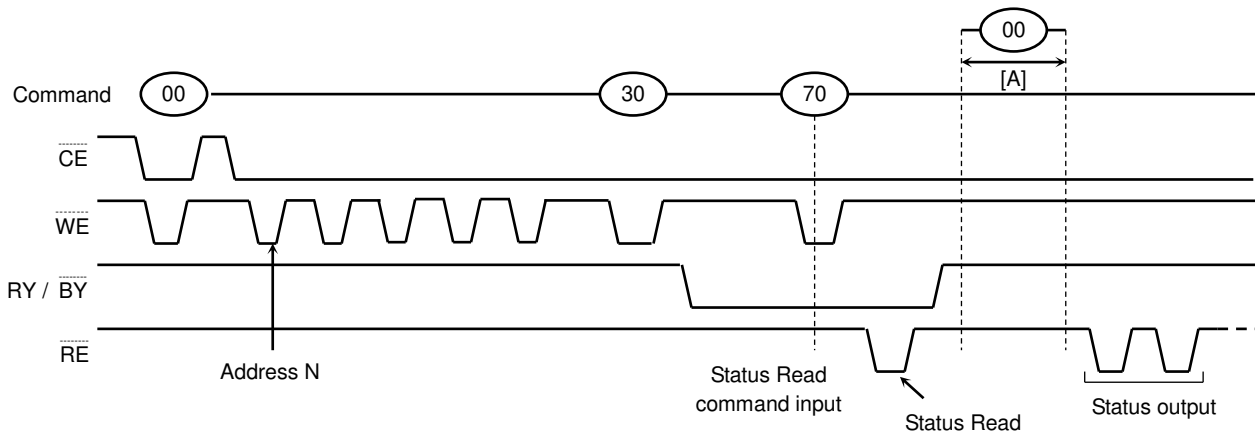 00
[A]
Command
00
30
70
CE
WE
RY / BY
RE
Address N
Status Read
command input
Status Read
Status output